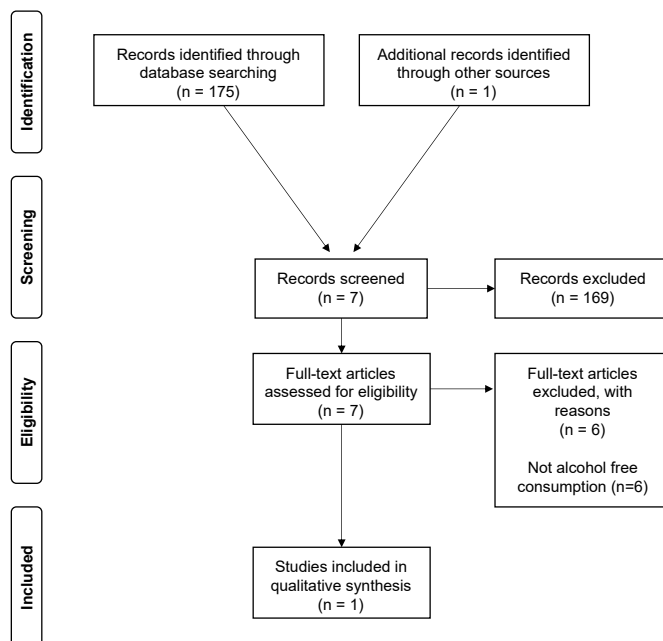 Identification
Records identified through
database searching
(n = 175)
Additional records identified
through other sources
(n = 1)
Screening
Records screened
(n = 7)
Records excluded
(n = 169)
Eligibility
Full-text articles
assessed for eligibility
(n = 7)
Full-text articles
excluded, with
reasons
(n = 6)
Not alcohol free
consumption (n=6)
Included
Studies included in
qualitative synthesis
(n = 1)